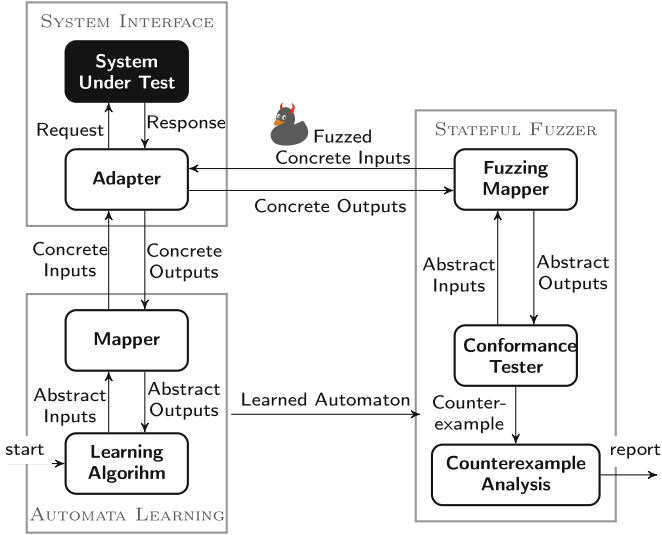 SYSTEM INTERFACE
System
Under Test
Request
Response
Adapter
Fuzzed
Concrete Inputs
Concrete Outputs
STATEFUL FUZZER
Fuzzing
Mapper
Concrete
Inputs
Concrete
Outputs
Abstract
Inputs
Abstract
Outputs
Mapper
Conformance
Tester
Abstract
Inputs
Abstract
Outputs
Learned Automaton
Counter-
example
start
Learning
Algorihm
Counterexample
Analysis
report
AUTOMATA LEARNING